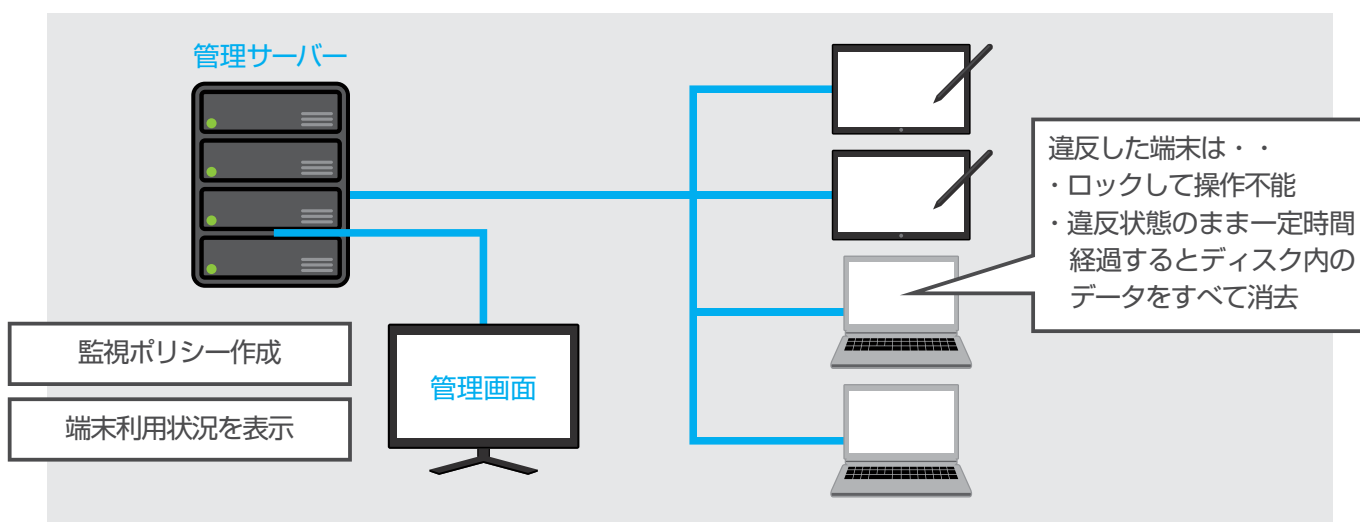 管理サーバー
違反した端末は・・
・ロックして操作不能
・違反状態のまま一定時間
経過するとディスク内の
データをすべて消去
監視ポリシー作成
管理画面
端末利用状況を表示